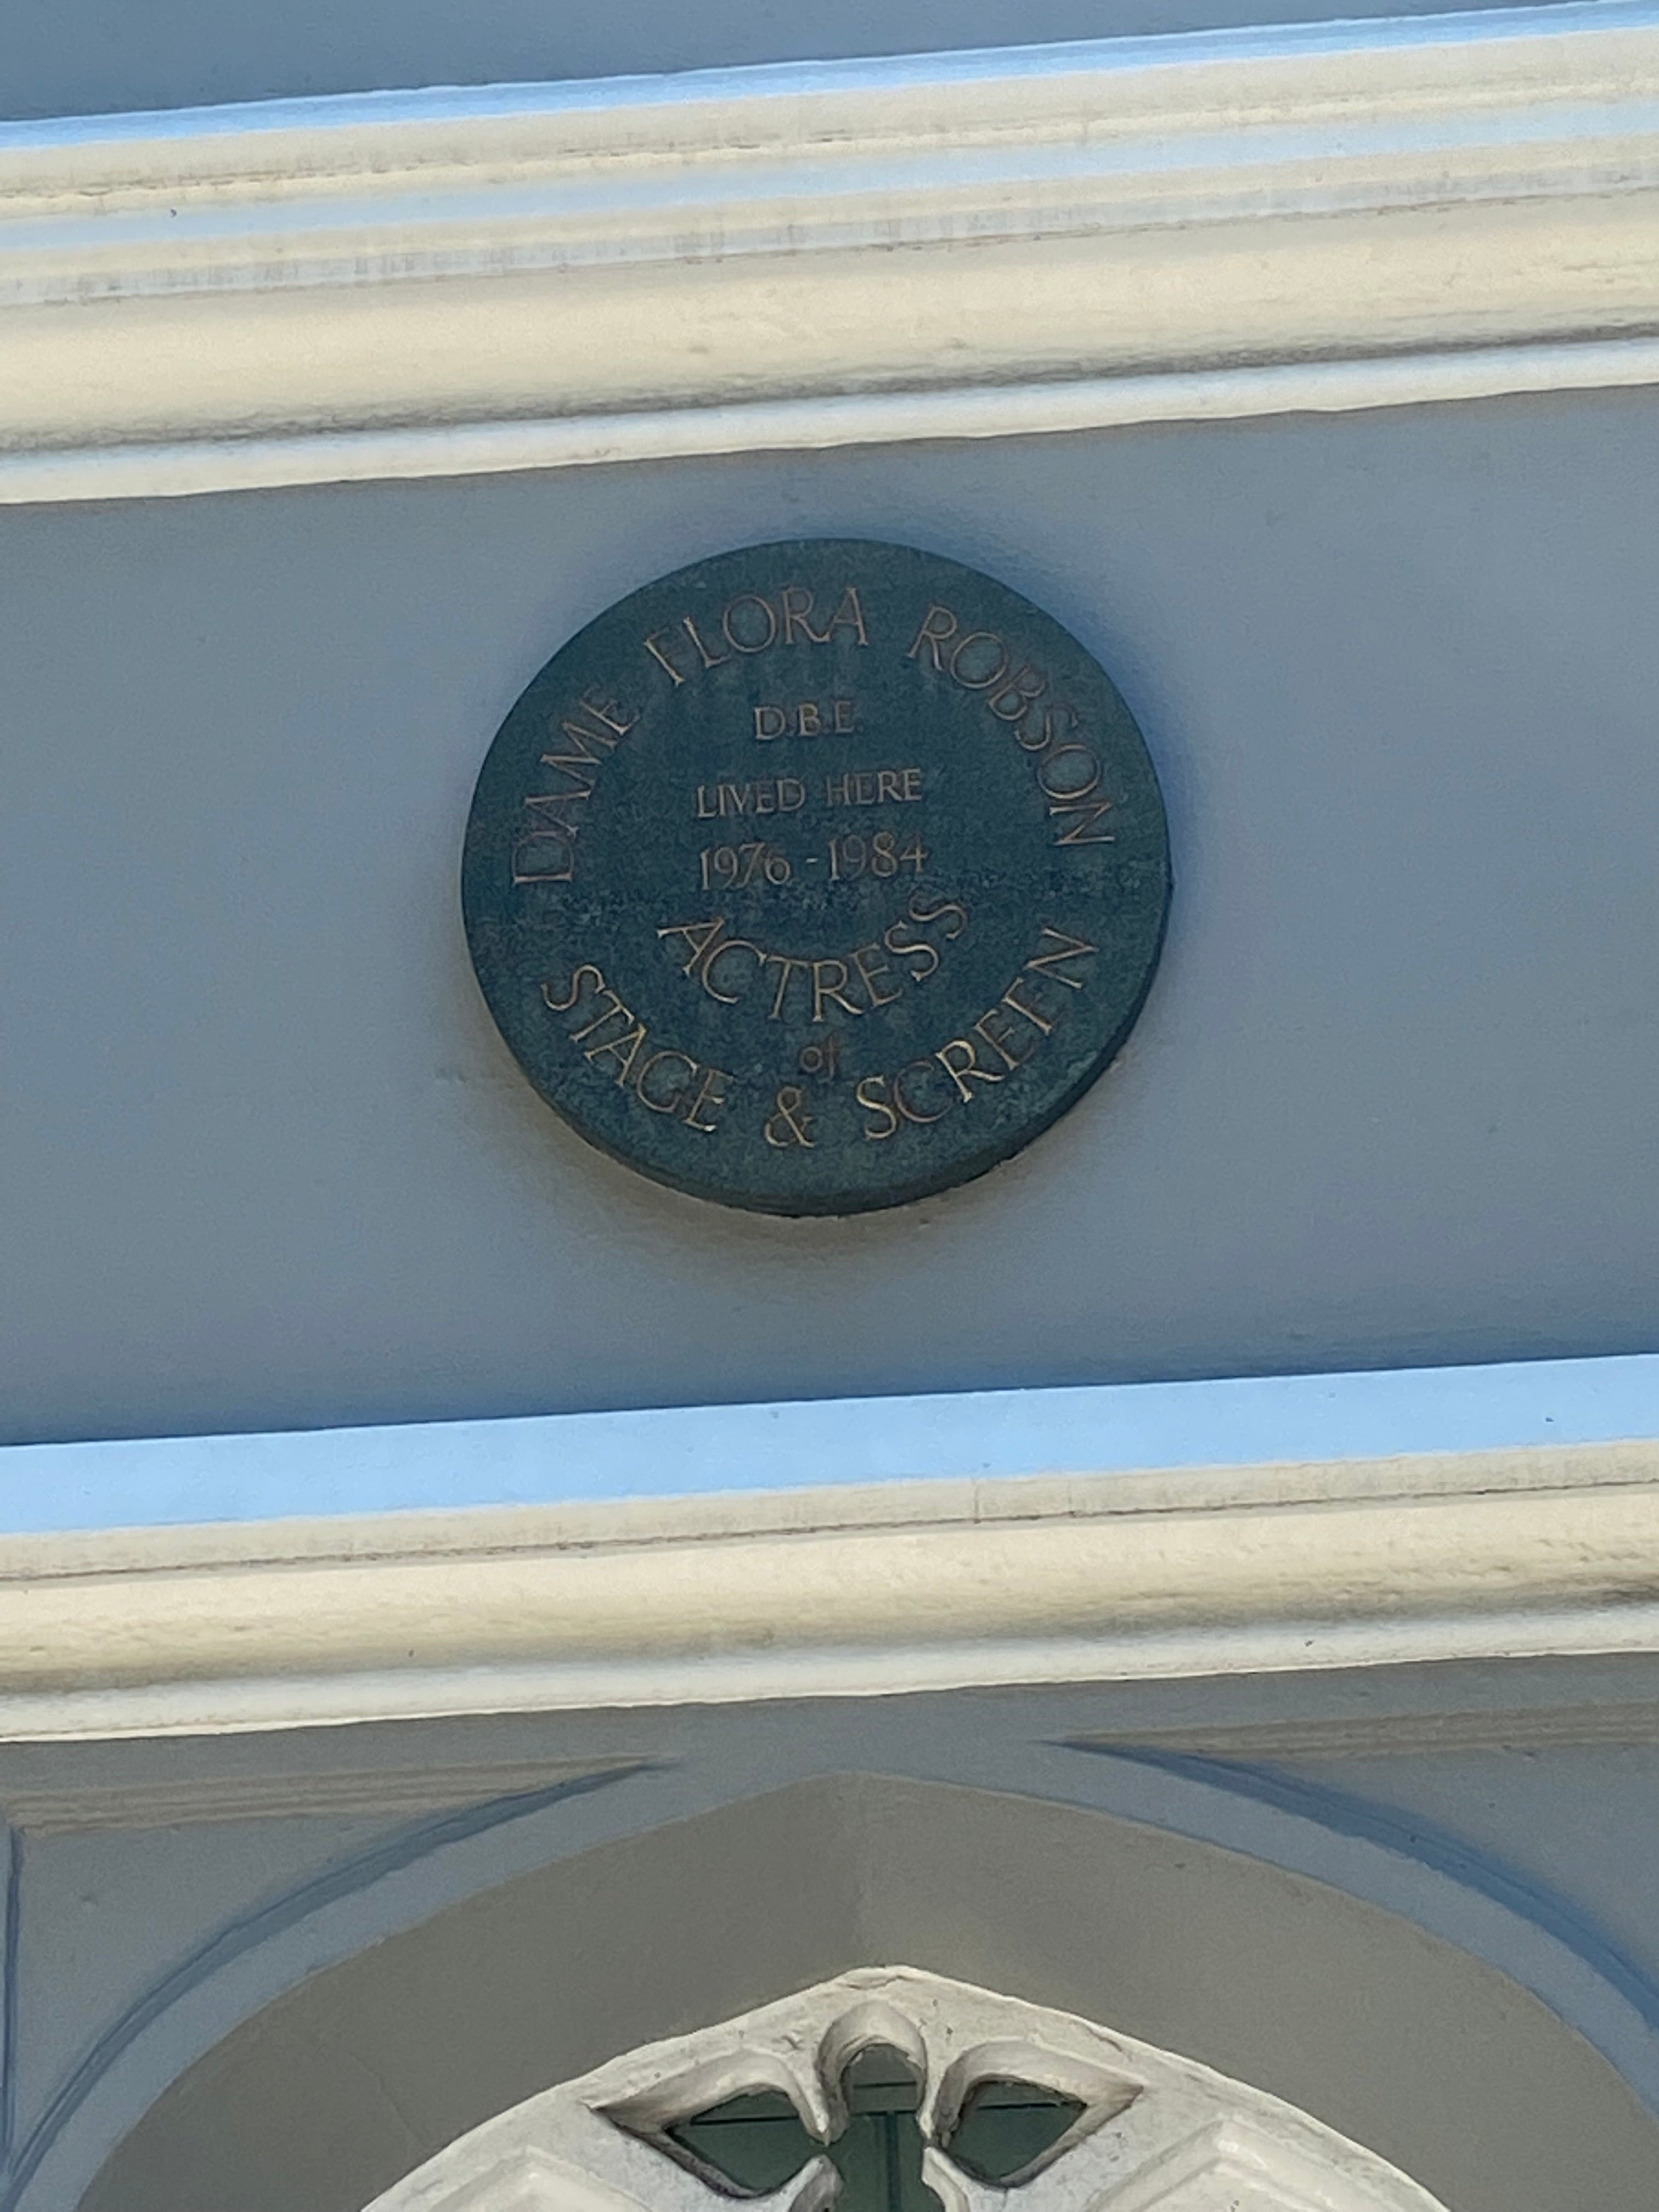 DAME FLORA ROBSON
D.B.E.
LIVED HERE
1976-1984
ACTRESS
of
STAGE & SCREEN